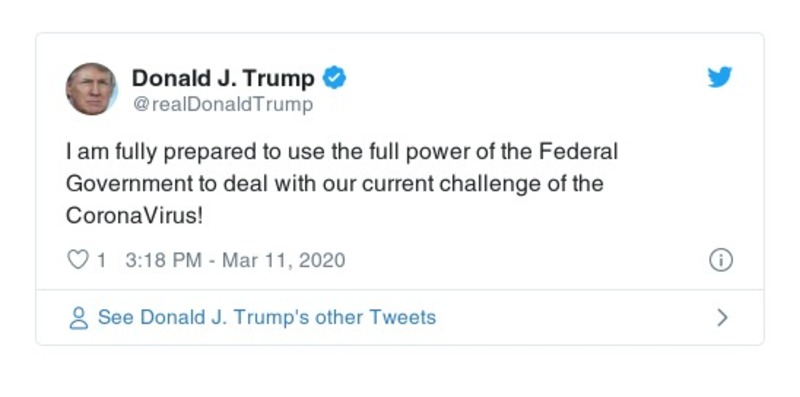 Donald J. Trump
@realDonaldTrump
I am fully prepared to use the full power of the Federal
Government to deal with our current challenge of the
CoronaVirus!
1 3:18 PM - Mar 11, 2020
See Donald J. Trump's other Tweets